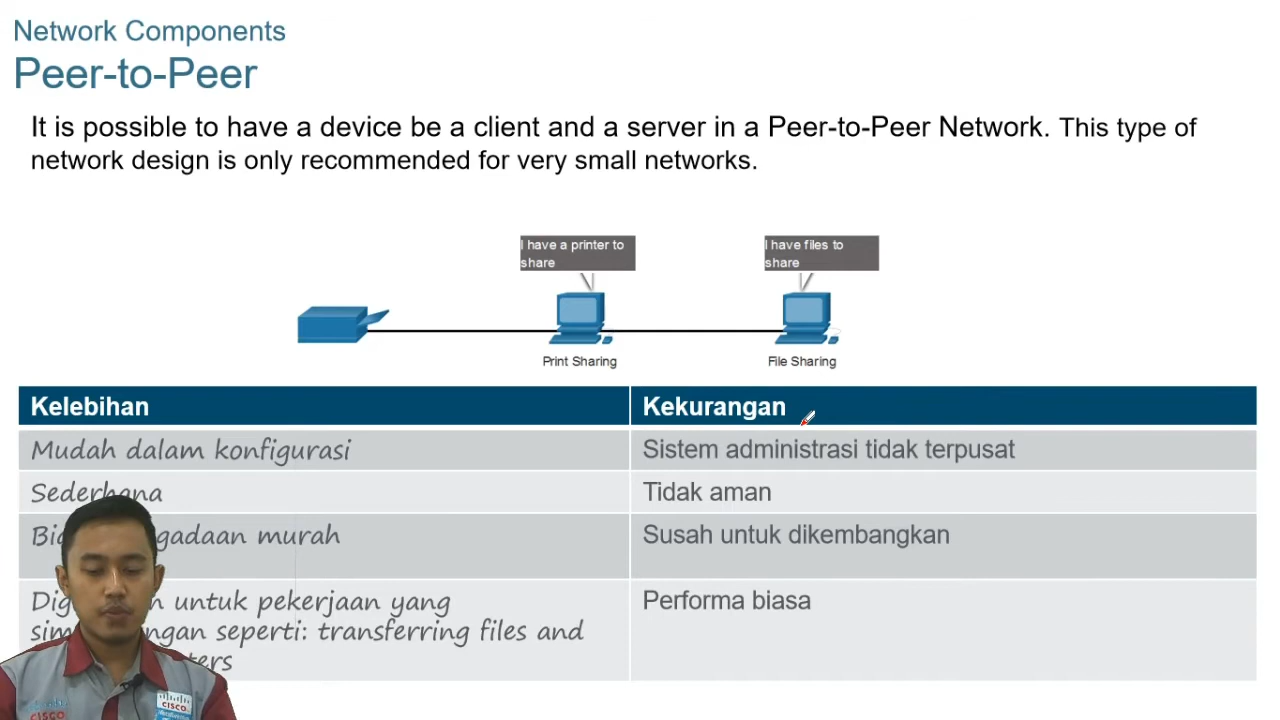 Network Components
Peer-to-Peer
It is possible to have a device be a client and a server in a Peer-to-Peer Network. This type of
network design is only recommended for very small networks.
I have a printer to
share
I have files to
share
Print Sharing
File Sharing
Kelebihan
Kekurangan
Mudah dalam konfigurasi
Sistem administrasi tidak terpusat
Sederhana
Tidak aman
murah
Susah untuk dikembangkan
untuk pekerjaan yang
Performa biasa
seperti: transferring files and
CISCO
CISCO